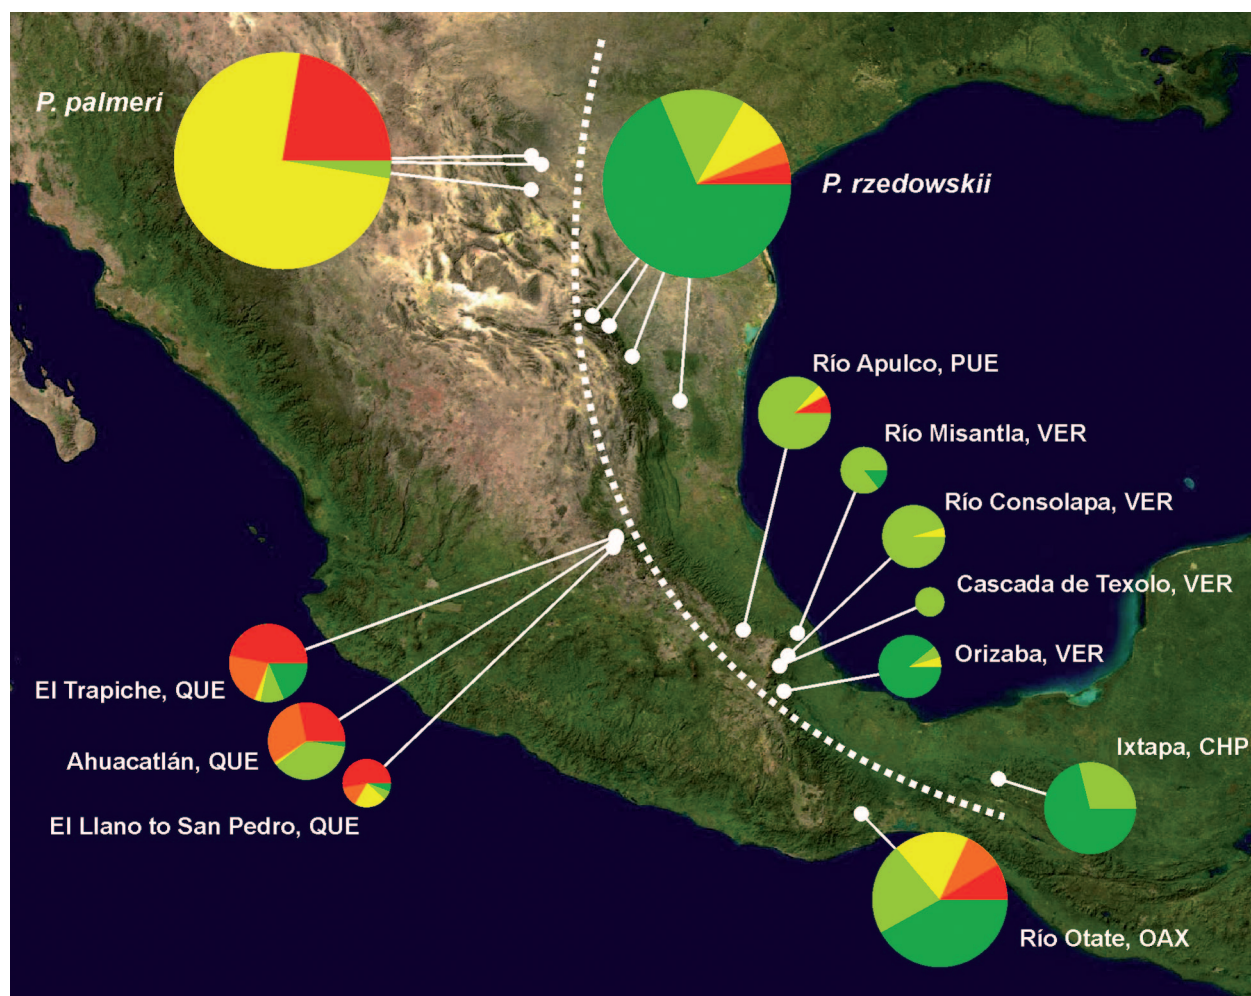 P. palmeri
P. rzedowskii
Río Apulco, PUE
Río Misantla, VER
Río Consolapa, VER
Cascada de Texolo, VER
Orizaba, VER
El Trapiche, QUE
Ahuacatlán, QUE
El Llano to San Pedro, QUE
Ixtapa, CHP
Río Otate, OAX